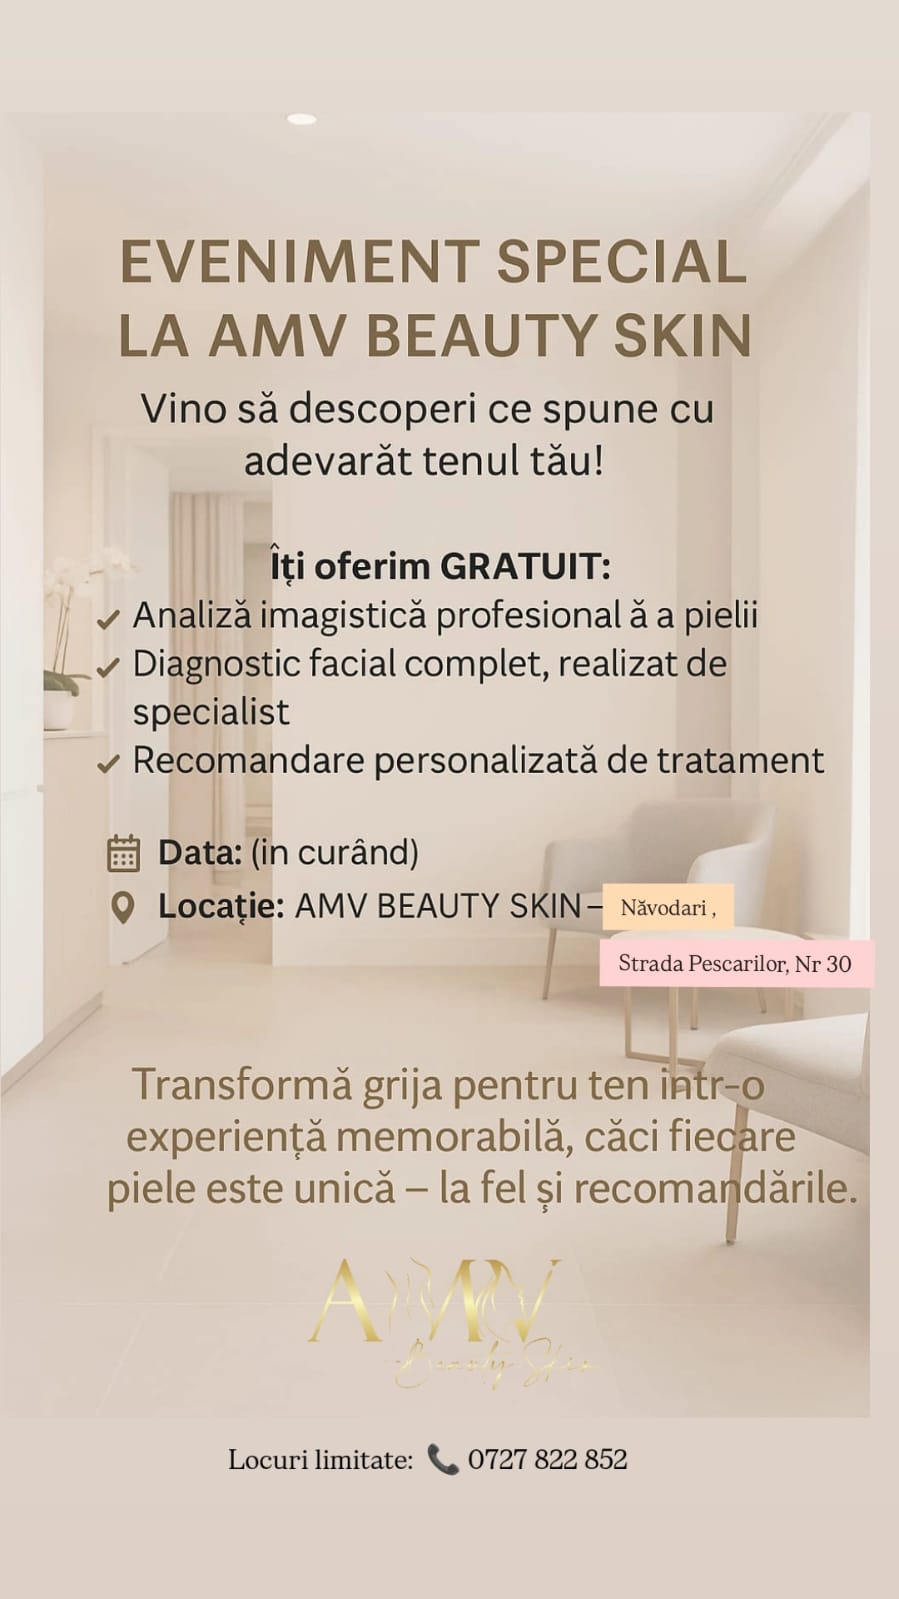 EVENIMENT SPECIAL
LA AMV BEAUTY SKIN
Vino să descoperi ce spune cu
adevarăt tenul tău!
Îți oferim GRATUIT:
Analiză imagistică profesional ă a pielii
Diagnostic facial complet, realizat de
specialist
Recomandare personalizată de tratament
Data: (in curând)
Locație: AMV BEAUTY SKIN – Năvodari ,
Strada Pescarilor, Nr 30
Transformă grija pentru ten intr-o
experiență memorabilă, căci fiecare
piele este unică – la fel și recomandările.
AMV
Beauty Skin
Locuri limitate: 📞 0727 822 852